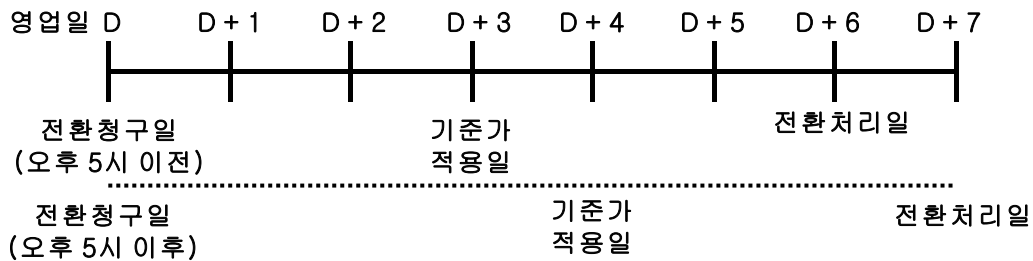 영업일 D D + 1 D + 2 D + 3 D + 4 D + 5 D + 6 D + 7
전환청구일 기준가 전환처리일
(오후 5시 이전) 적용일
전환청구일 기준가 전환처리일
(오후 5시 이후) 적용일